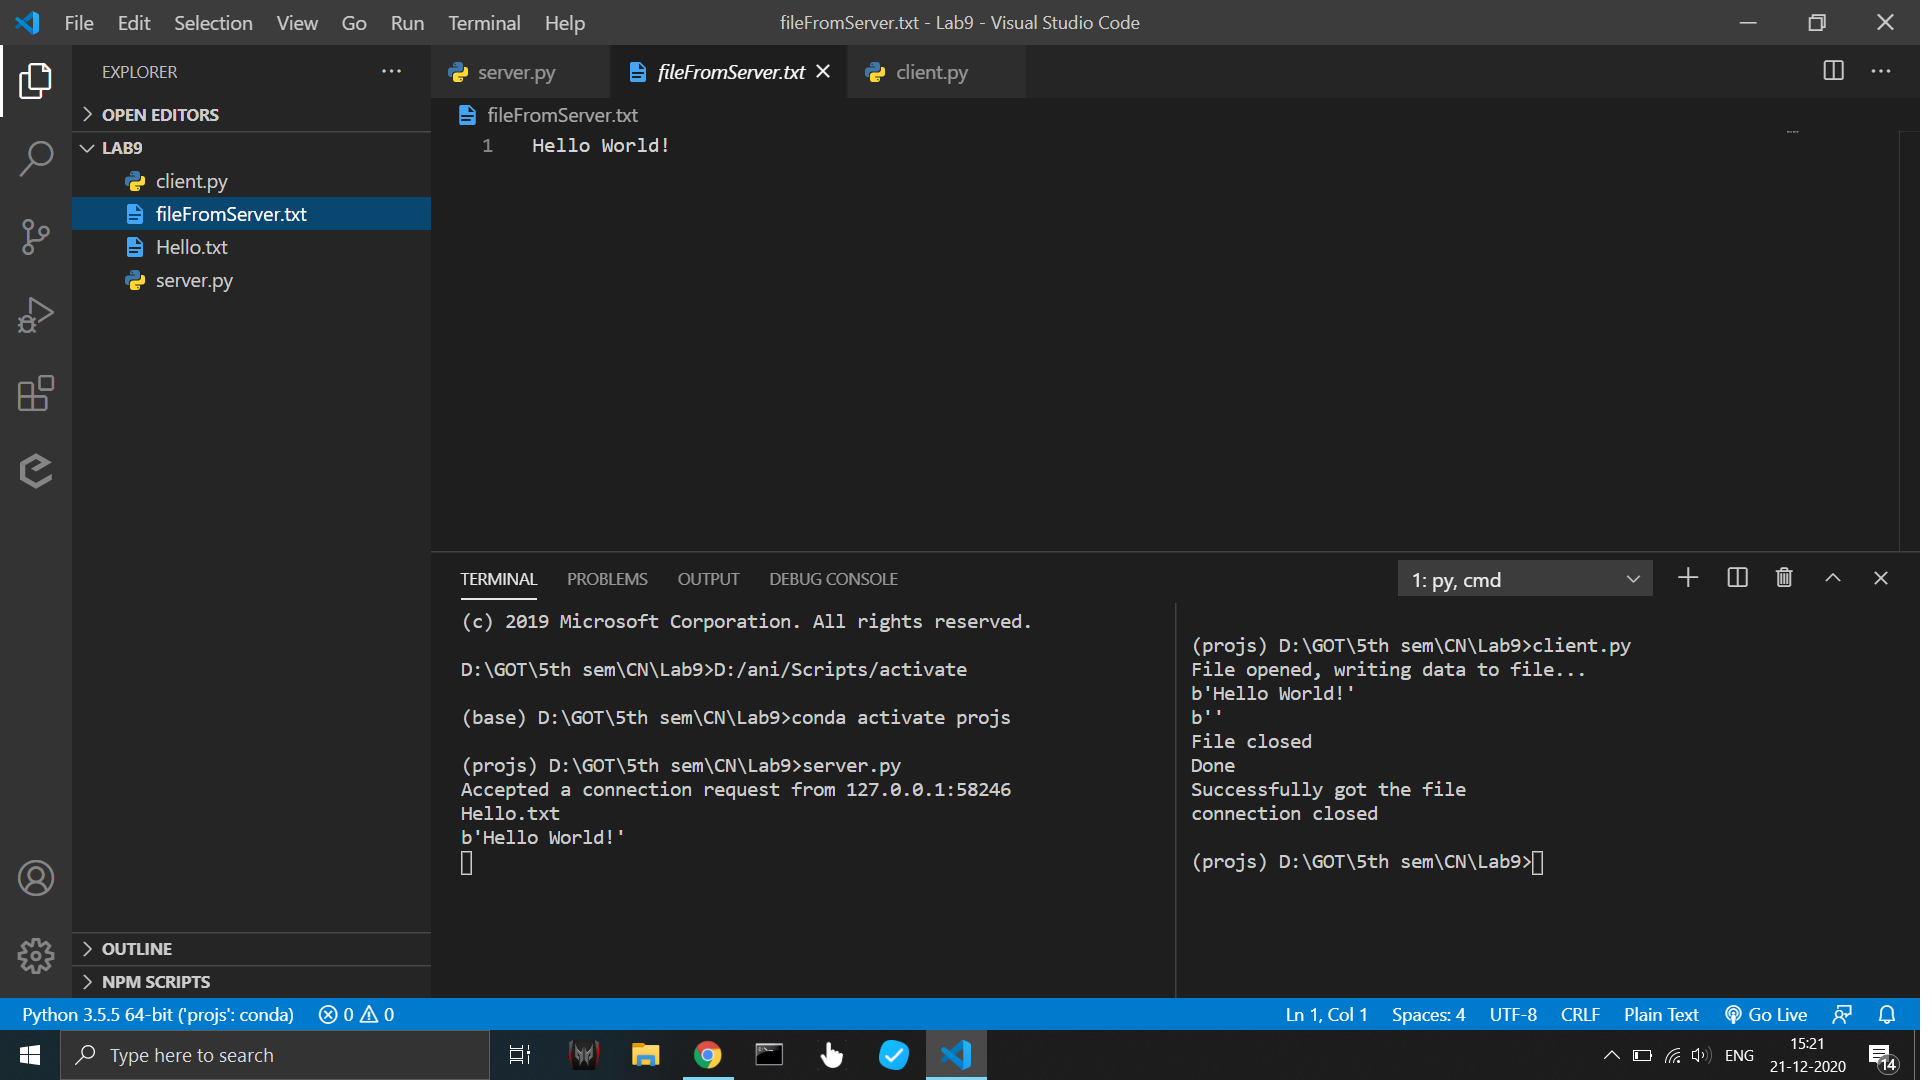 File Edit Selection View Go Run Terminal Help
fileFromServer.txt - Lab9 - Visual Studio Code
EXPLORER
OPEN EDITORS
LAB9
client.py
fileFromServer.txt
Hello.txt
server.py
OUTLINE
NPM SCRIPTS
server.py
fileFromServer.txt
client.py
fileFromServer.txt
1 Hello World!
TERMINAL PROBLEMS OUTPUT DEBUG CONSOLE
1: py, cmd
(c) 2019 Microsoft Corporation. All rights reserved.
D:\GOT\5th sem\CN\Lab9>D:/ani/Scripts/activate
(base) D:\GOT\5th sem\CN\Lab9>conda activate projs
(projs) D:\GOT\5th sem\CN\Lab9>server.py
Accepted a connection request from 127.0.0.1:58246
Hello.txt
b'Hello World!'
(projs) D:\GOT\5th sem\CN\Lab9>client.py
File opened, writing data to file...
b'Hello World!'
b''
File closed
Done
Successfully got the file
connection closed
(projs) D:\GOT\5th sem\CN\Lab9>
Python 3.5.5 64-bit ('projs': conda) 0 0
Ln 1, Col 1 Spaces: 4 UTF-8 CRLF Plain Text Go Live
Type here to search
ENG
15:21
21-12-2020
14